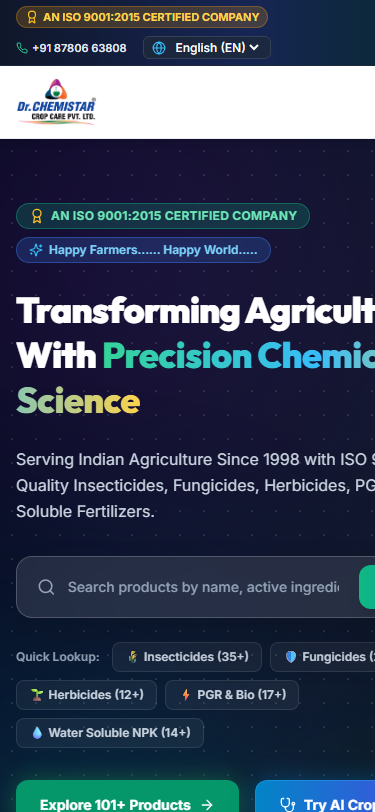 AN ISO 9001:2015 CERTIFIED COMPANY
+91 87806 63808 English (EN)
Dr.CHEMISTAR
CROP CARE PVT. LTD.
AN ISO 9001:2015 CERTIFIED COMPANY
Happy Farmers...... Happy World.....
Transforming Agricult
With Precision Chemic
Science
Serving Indian Agriculture Since 1998 with ISO 9
Quality Insecticides, Fungicides, Herbicides, PG
Soluble Fertilizers.
Search products by name, active ingredie
Quick Lookup: Insecticides (35+) Fungicides (
Herbicides (12+) PGR & Bio (17+)
Water Soluble NPK (14+)
Explore 101+ Products → Try AI Crop